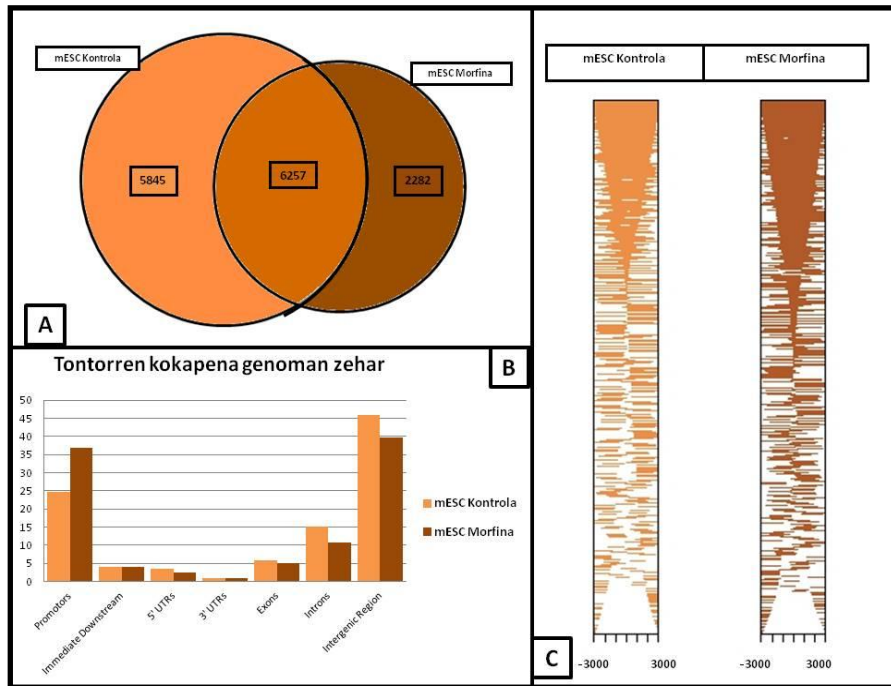 mESC Kontrola
mESC Morfina
5845
6257
2282
A
Tontorren kokapena genoman zehar
B
50
45
40
35
30
25
20
15
10
5
0
Promotors
Immediate Downstream
5' UTRs
3' UTRs
Exons
Introns
Intergenic Region
mESC Kontrola
mESC Morfina
mESC Kontrola
mESC Morfina
-3000
3000
-3000
3000
C